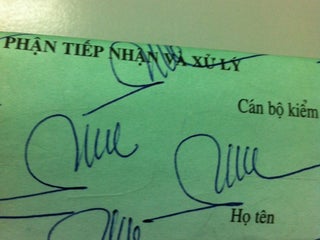 PHẬN TIẾP NHẬN VÀ XỬ LÝ
Cán bộ kiểm
Họ tên